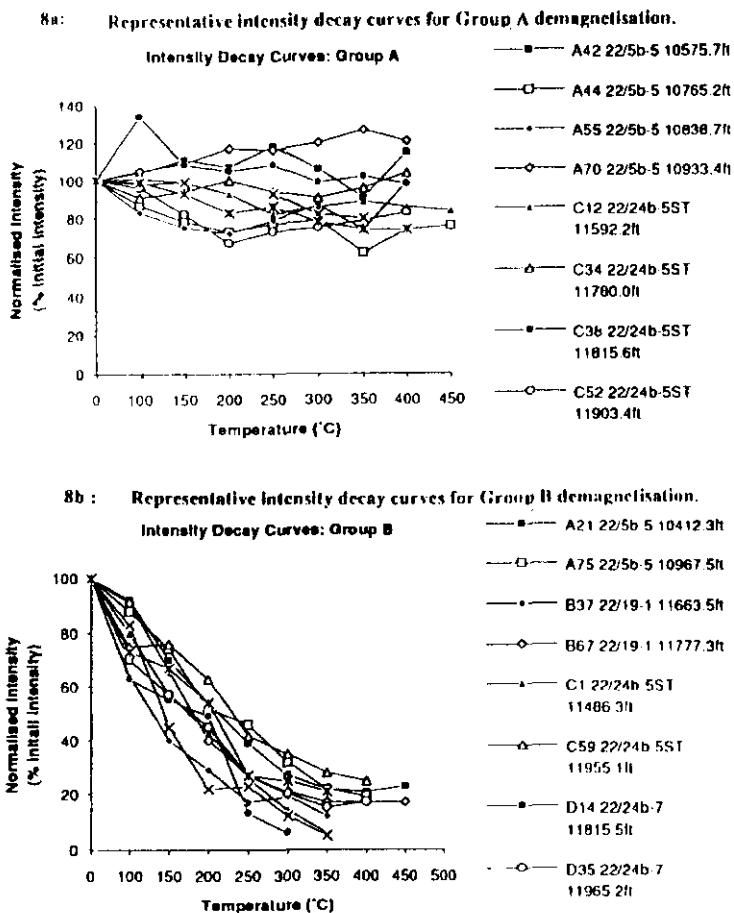 8a: Representative intensity decay curves for Group A demagnetisation.
Intensity Decay Curves: Group A
Normalised Intensity
(% Initial Intensity)
140
120
100
80
60
40
20
0
0 100 150 200 250 300 350 400 450
Temperature (°C)
A42 22/5b-5 10575.7ft
A44 22/5b-5 10765.2ft
A55 22/5b-5 10838.7ft
A70 22/5b-5 10933.4ft
C12 22/24b-5ST
11592.2ft
C34 22/24b-5ST
11780.0ft
C38 22/24b-5ST
11815.6ft
C52 22/24b-5ST
11903.4ft
8b : Representative intensity decay curves for Group B demagnetisation.
Intensity Decay Curves: Group B
Normalised Intensity
(% Initail Intensity)
100
80
60
40
20
0
0 100 150 200 250 300 350 400 450 500
Temperature (°C)
A21 22/5b-5 10412.3ft
A75 22/5b-5 10967.5ft
B37 22/19-1 11663.5ft
B67 22/19-1 11777.3ft
C1 22/24b-5ST
11486.3ft
C59 22/24b-5ST
11955.1ft
D14 22/24b-7
11815.5ft
D35 22/24b-7
11965.2ft